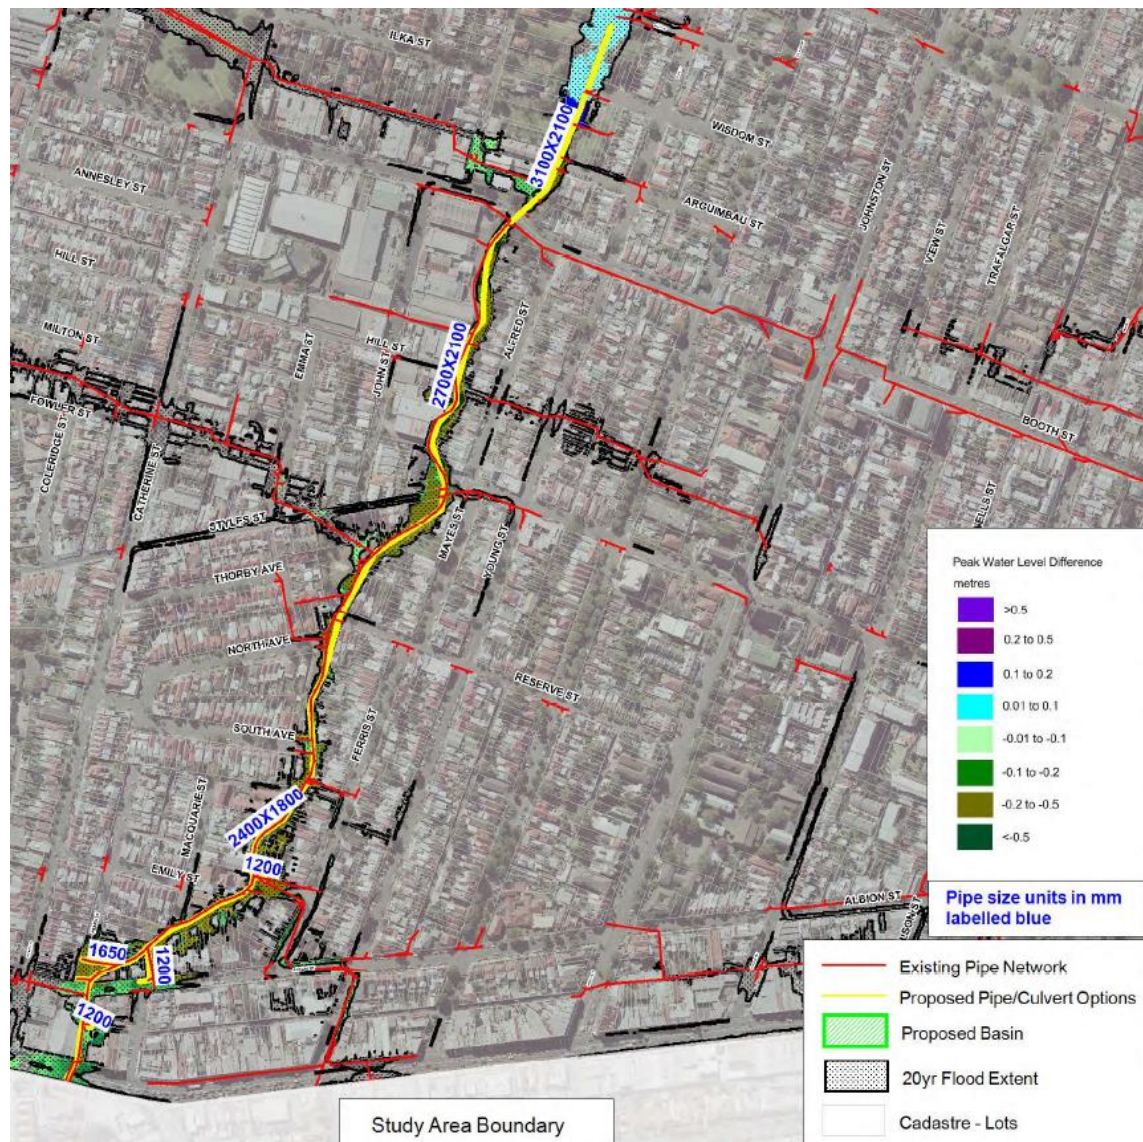 ILKA ST
3100X2100
WISDOM ST
ANNESLEY ST
ARGUIMBAU ST
JOHNSTON ST
VIEW ST
TRAFALGAR ST
HILL ST
MILTON ST
EMMA ST
HILL ST
JOHN ST
ALFRED ST
2700X2100
FOWLER ST
COLERIDGE ST
CATHERINE ST
BOOTH ST
STYLES ST
MAYES ST
YOUNG ST
THORBY AVE
NORTH AVE
RESERVE ST
SOUTH AVE
FERRIS ST
MACQUARIE ST
2400X1800
1200
EMILY ST
1650
1200
1200
ALBION ST
Peak Water Level Difference
metres
>0.5
0.2 to 0.5
0.1 to 0.2
0.01 to 0.1
-0.01 to -0.1
-0.1 to -0.2
-0.2 to -0.5
<-0.5
Pipe size units in mm
labelled blue
Existing Pipe Network
Proposed Pipe/Culvert Options
Proposed Basin
20yr Flood Extent
Cadastre - Lots
Study Area Boundary